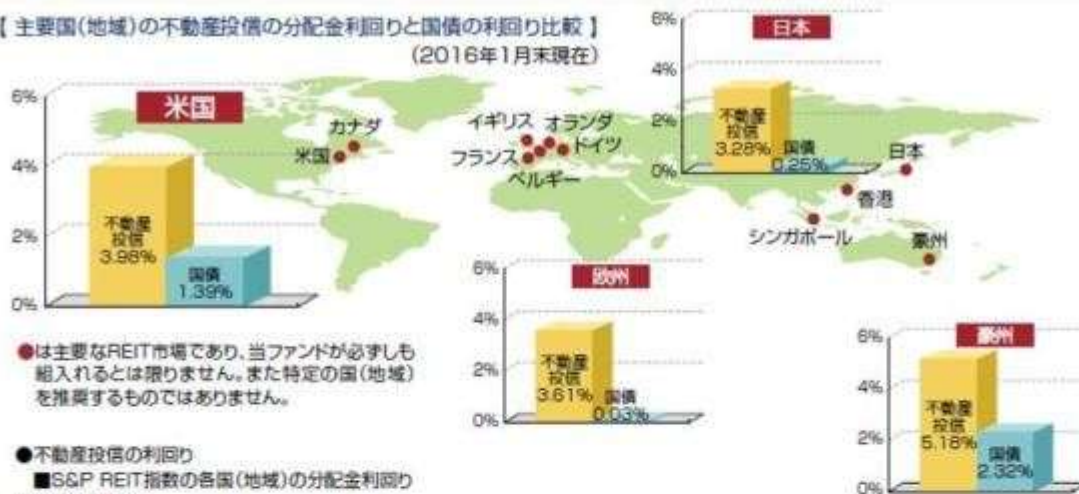 【 主要国(地域)の不動産投信の分配金利回りと国債の利回り比較 】
(2016年1月末現在)
米国
6%
4%
2%
0%
不動産
投信
3.98%
国債
1.39%
日本
6%
4%
2%
0%
不動産
投信
3.28%
国債
0.25%
カナダ
米国
イギリス
オランダ
フランス
ドイツ
ベルギー
日本
香港
シンガポール
豪州
欧州
6%
4%
2%
0%
不動産
投信
3.61%
国債
0.03%
豪州
6%
4%
2%
0%
不動産
投信
5.18%
国債
2.32%
●は主要なREIT市場であり、当ファンドが必ずしも
組入れるとは限りません。また特定の国(地域)
を推奨するものではありません。
●不動産投信の利回り
■S&P REIT指数の各国(地域)の分配金利回り